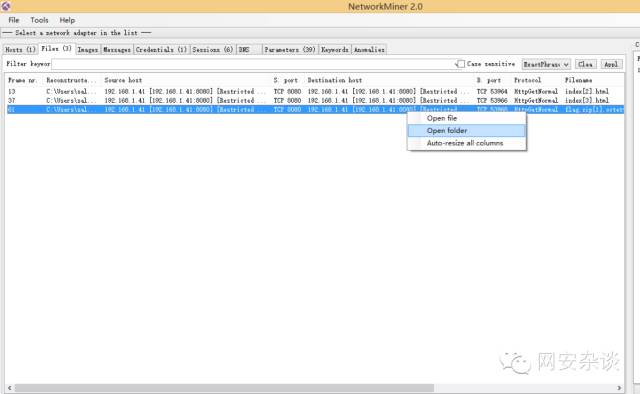 NetworkMiner 2.0
File Tools Help
--- Select a network adapter in the list ---
Hosts (1) Files (3) Images Messages Credentials (1) Sessions (6) DNS Parameters (39) Keywords Anomalies
Filter keyword Case sensitive ExactPhrase Clea Appl
Frame nr. Reconstructe... Source host S. port Destination host D. port Protocol Filename
13 C:\Users\sal... 192.168.1.41 [192.168.1.41:8080] [Restricted ... TCP 8080 192.168.1.41 [192.168.1.41:8080] [Restricted ... TCP 53964 HttpGetNormal index[2].html
37 C:\Users\sal... 192.168.1.41 [192.168.1.41:8080] [Restricted ... TCP 8080 192.168.1.41 [192.168.1.41:8080] [Restricted ... TCP 53965 HttpGetNormal index[3].html
61 C:\Users\sal... 192.168.1.41 [192.168.1.41:8080] [Restricted ... TCP 8080 192.168.1.41 [192.168.1.41:8080] [Restricted ... TCP 53968 HttpGetNormal flag.zip[1].octet
Open file
Open folder
Auto-resize all columns
网安杂谈